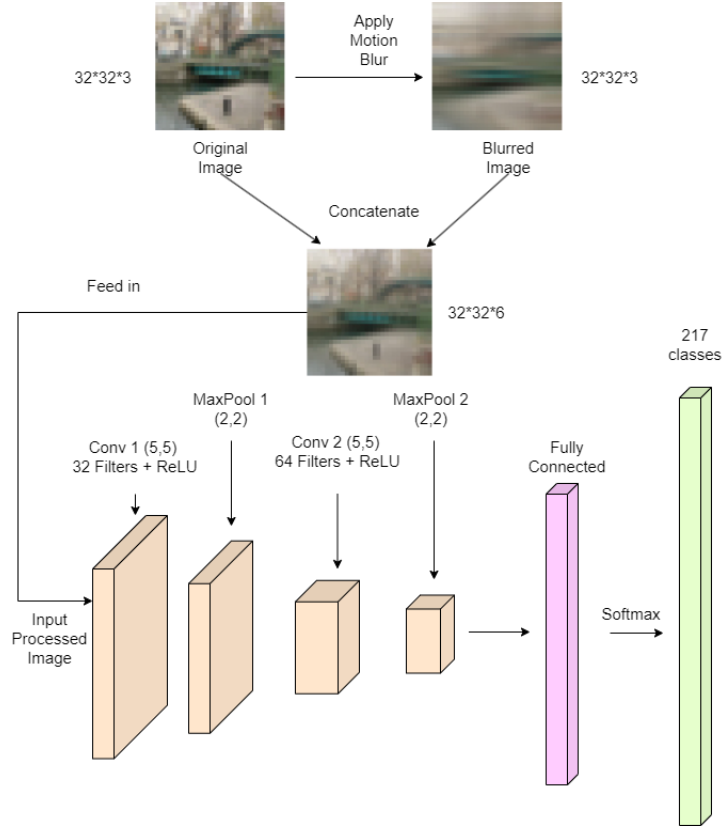 Apply
Motion
Blur
32*32*3
32*32*3
Original
Image
Blurred
Image
Concatenate
Feed in
32*32*6
217
classes
MaxPool 1
(2,2)
MaxPool 2
(2,2)
Conv 1 (5,5)
32 Filters + ReLU
Conv 2 (5,5)
64 Filters + ReLU
Fully
Connected
Input
Processed
Image
Softmax